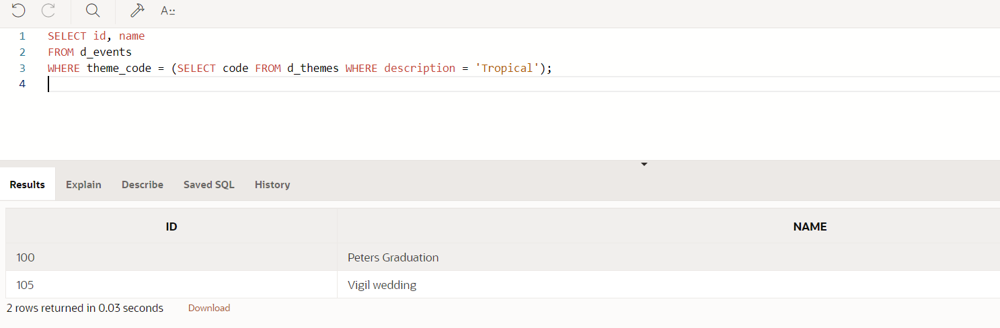 A::
1 SELECT id, name
2 FROM d_events
3 WHERE theme_code = (SELECT code FROM d_themes WHERE description = 'Tropical');
4
Results Explain Describe Saved SQL History
ID NAME
100 Peters Graduation
105 Vigil wedding
2 rows returned in 0.03 seconds Download